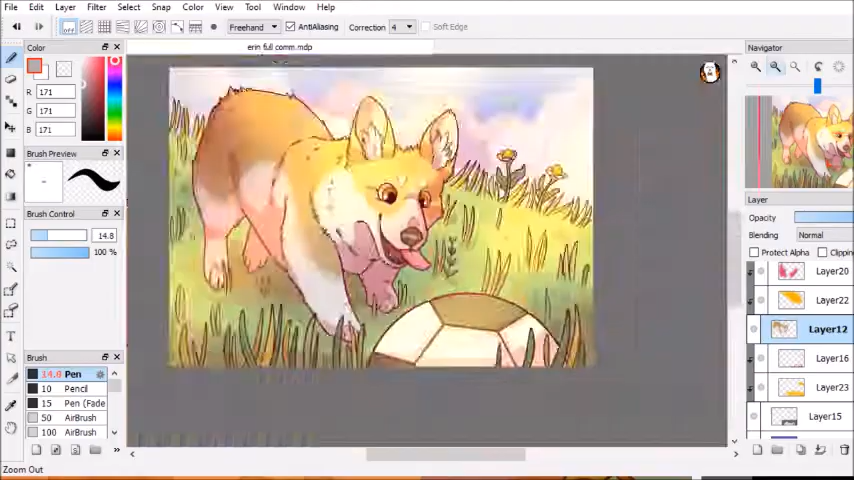 File Edit Layer Filter Select Snap Color View Tool Window Help
off Freehand AntiAliasing Correction 4 Soft Edge
erin full comm.mdp
Color
R 171
G 171
B 171
Brush Preview
Brush Control
14.8
100 %
Brush
14.0 Pen
10 Pencil
15 Pen (Fade
50 AirBrush
100 AirBrush
Zoom Out
Navigator
Layer
Opacity
Blending Normal
Protect Alpha Clipping
Layer20
Layer22
Layer12
Layer16
Layer23
Layer15